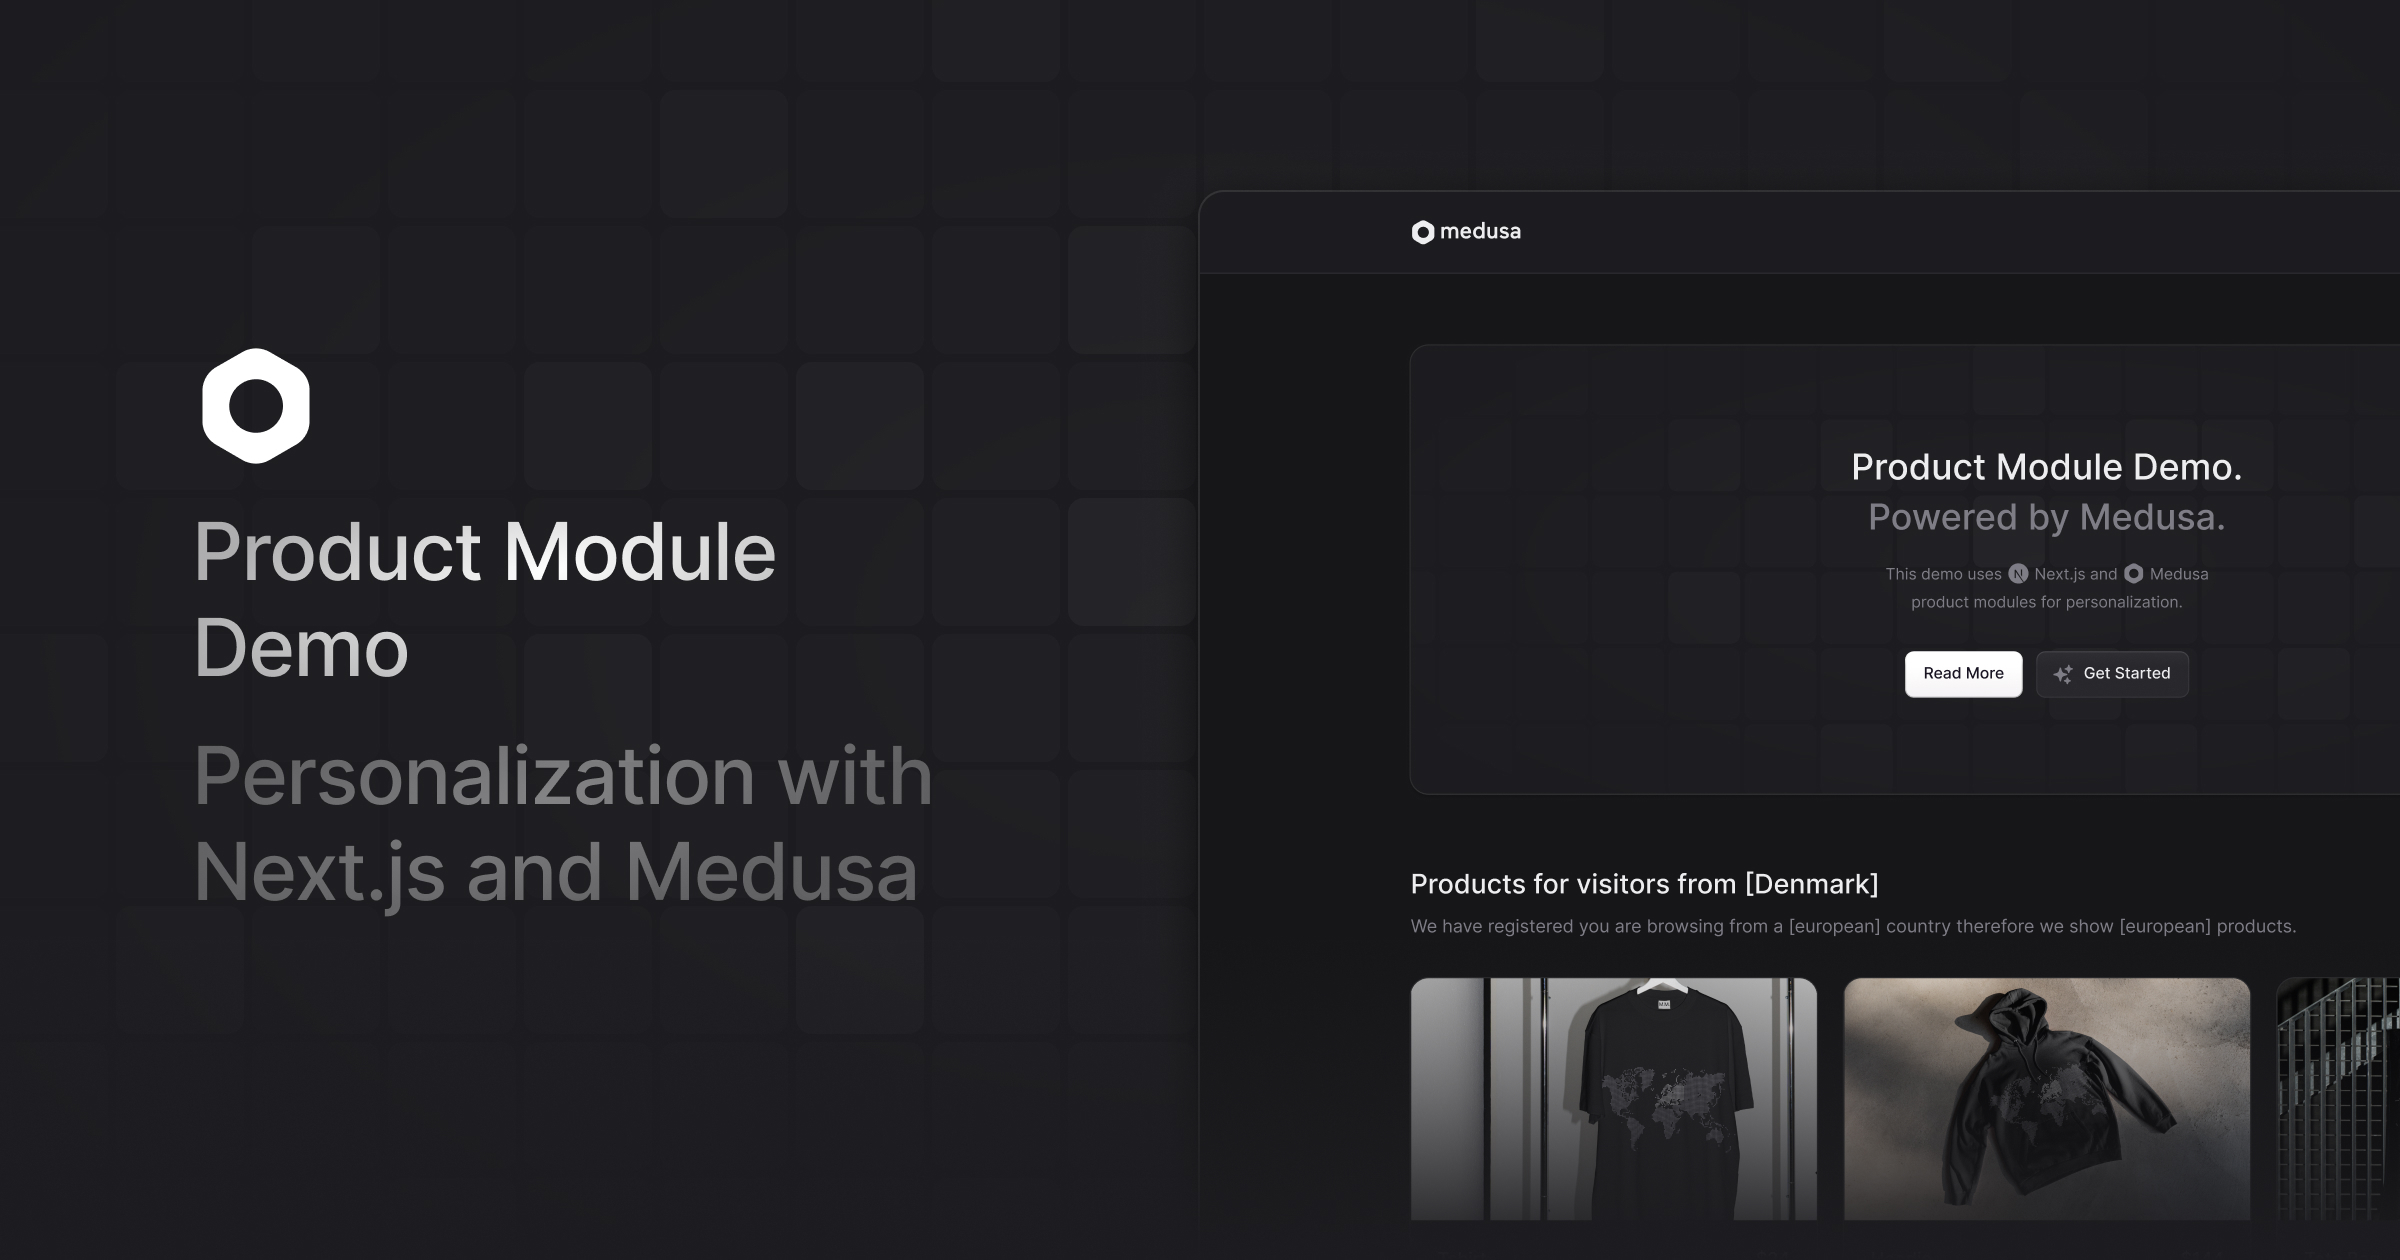 Product Module
Demo
Personalization with
Next.js and Medusa
medusa
Product Module Demo.
Powered by Medusa.
This demo uses N Next.js and Medusa
product modules for personalization.
Read More
Get Started
Products for visitors from [Denmark]
We have registered you are browsing from a [european] country therefore we show [european] products.